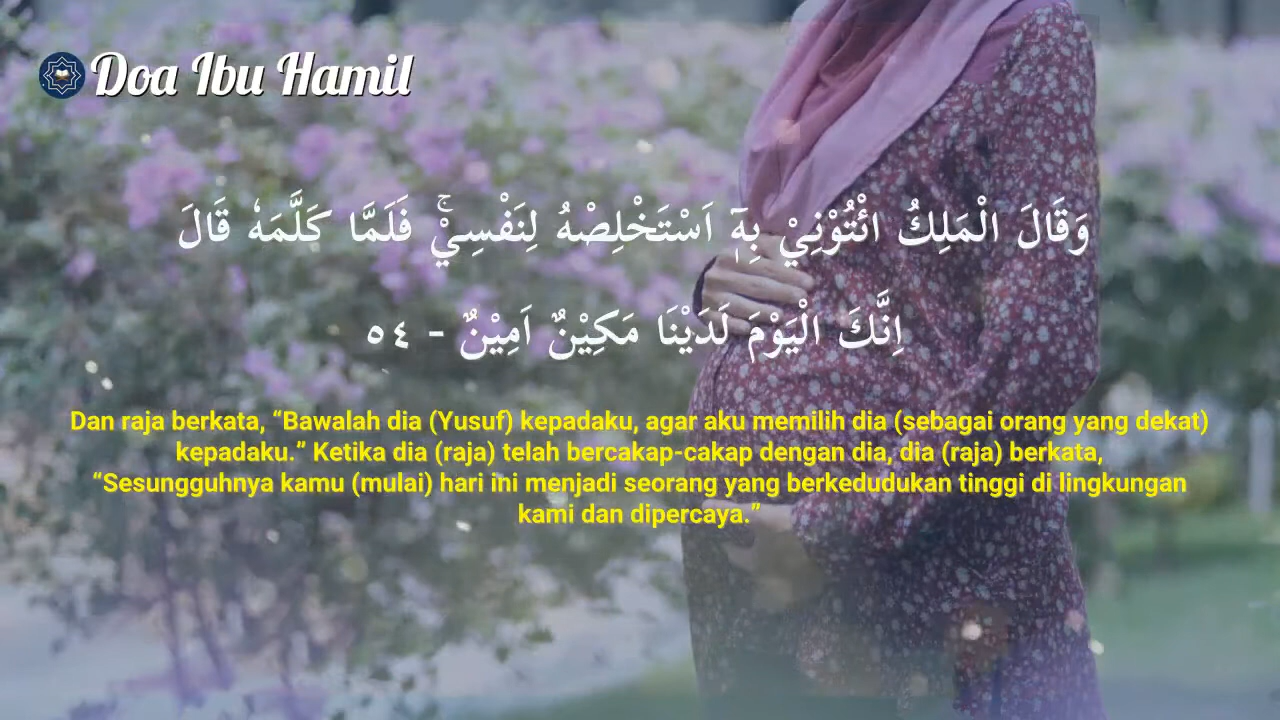 Doa Ibu Hamil
وَقَالَ الْمَلِكُ ائْتُوْنِيْ بِهٖٓ اَسْتَخْلِصْهُ لِنَفْسِيْۚ فَلَمَّا كَلَّمَهٗ قَالَ
اِنَّكَ الْيَوْمَ لَدَيْنَا مَكِيْنٌ اَمِيْنٌ - ٥٤
Dan raja berkata, “Bawalah dia (Yusuf) kepadaku, agar aku memilih dia (sebagai orang yang dekat)
kepadaku.” Ketika dia (raja) telah bercakap-cakap dengan dia, dia (raja) berkata,
“Sesungguhnya kamu (mulai) hari ini menjadi seorang yang berkedudukan tinggi di lingkungan
kami dan dipercaya.”